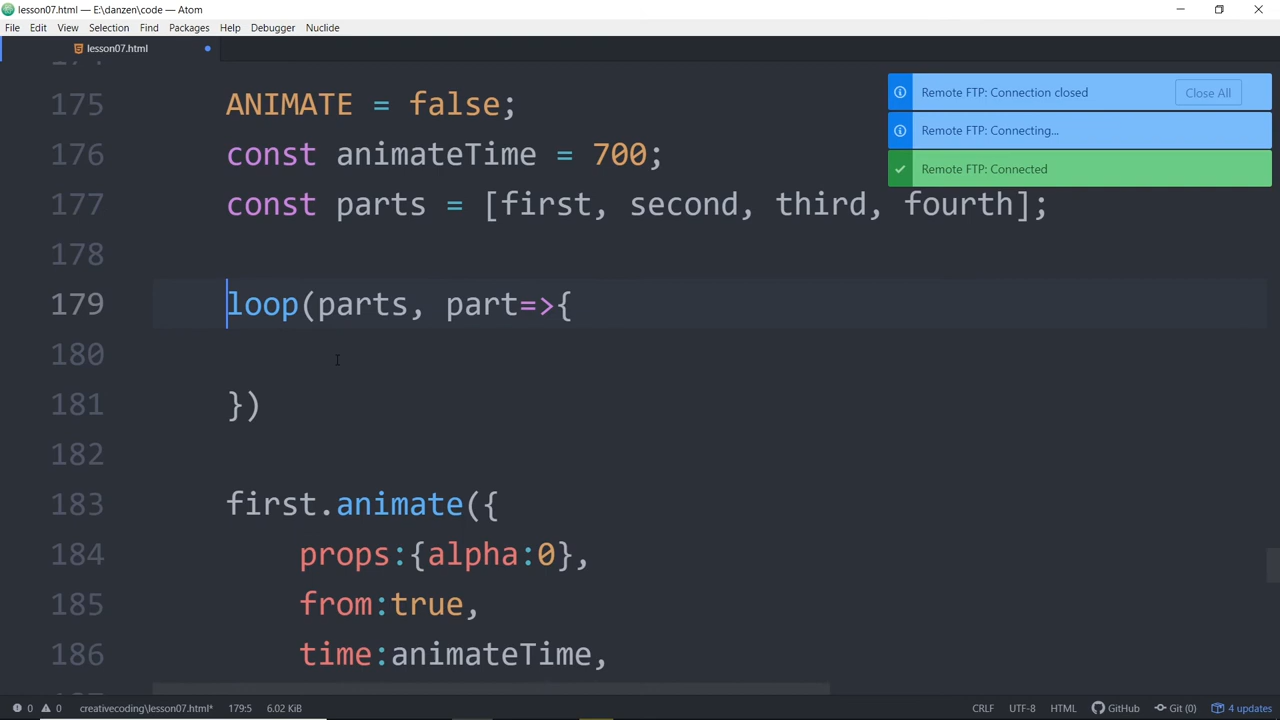 lesson07.html — E:\danzen\code — Atom
File Edit View Selection Find Packages Help Debugger Nuclide
lesson07.html
Remote FTP: Connection closed Close All
Remote FTP: Connecting...
Remote FTP: Connected
175 ANIMATE = false;
176 const animateTime = 700;
177 const parts = [first, second, third, fourth];
178
179 loop(parts, part=>{
180
181 })
182
183 first.animate({
184 props:{alpha:0},
185 from:true,
186 time:animateTime,
0 0 creativecoding\lesson07.html* 179:5 6.02 KiB CRLF UTF-8 HTML GitHub Git (0) 4 updates